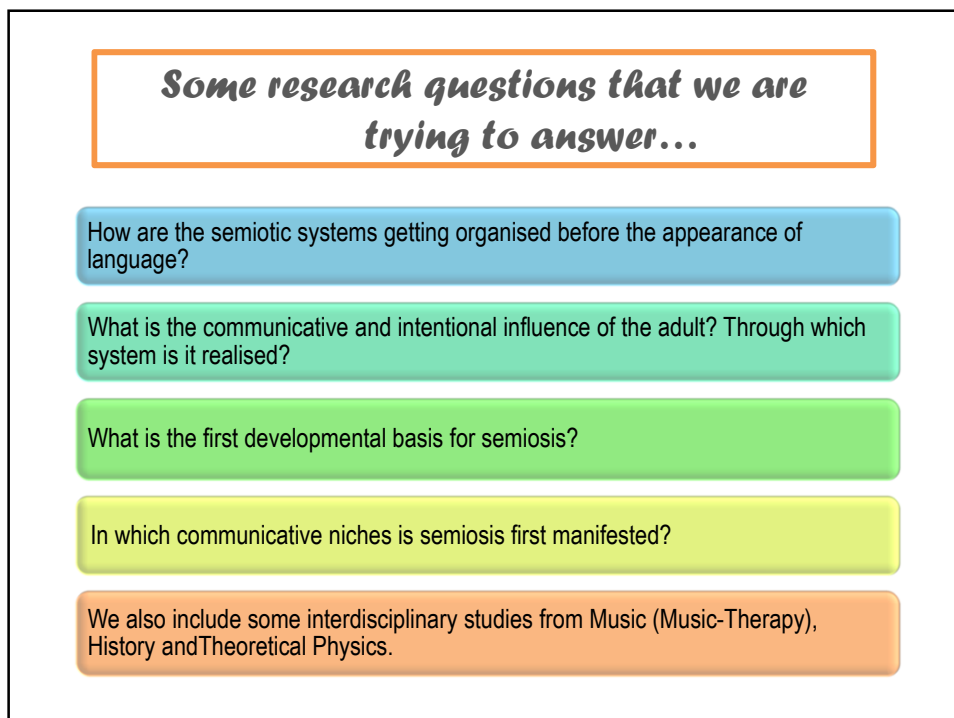 Some research questions that we are
trying to answer...
How are the semiotic systems getting organised before the appearance of
language?
What is the communicative and intentional influence of the adult? Through which
system is it realised?
What is the first developmental basis for semiosis?
In which communicative niches is semiosis first manifested?
We also include some interdisciplinary studies from Music (Music-Therapy),
History andTheoretical Physics.